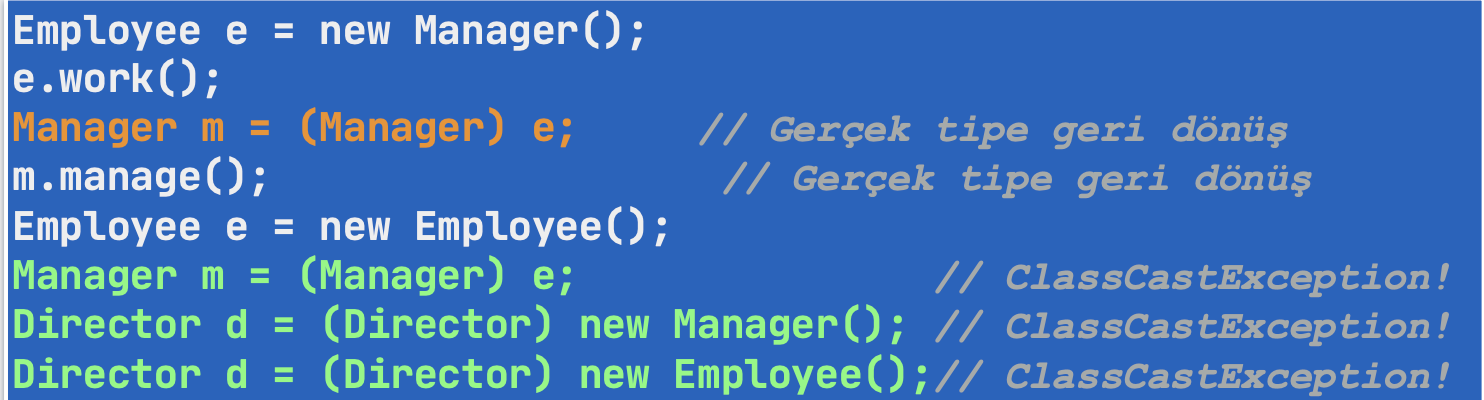 Employee e = new Manager();
e.work();
Manager m = (Manager) e; // Gerçek tipe geri dönüş
m.manage(); // Gerçek tipe geri dönüş
Employee e = new Employee();
Manager m = (Manager) e; // ClassCastException!
Director d = (Director) new Manager(); // ClassCastException!
Director d = (Director) new Employee();// ClassCastException!